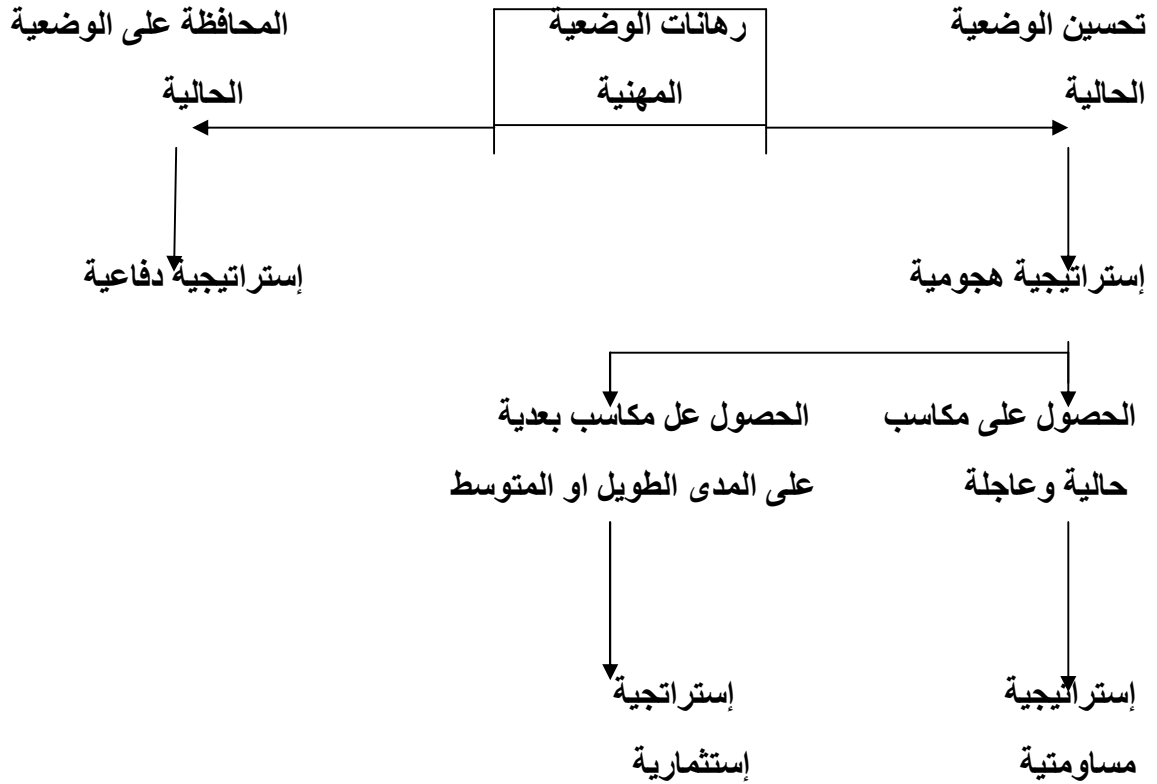 تحسين الوضعية
الحالية
رهانات الوضعية
المهنية
المحافظة على الوضعية
الحالية
إستراتيجية هجومية
إستراتيجية دفاعية
الحصول على مكاسب
حالية وعاجلة
الحصول عل مكاسب بعدية
على المدى الطويل او المتوسط
إستراتيجية
مساومتية
إستراتجية
إستثمارية